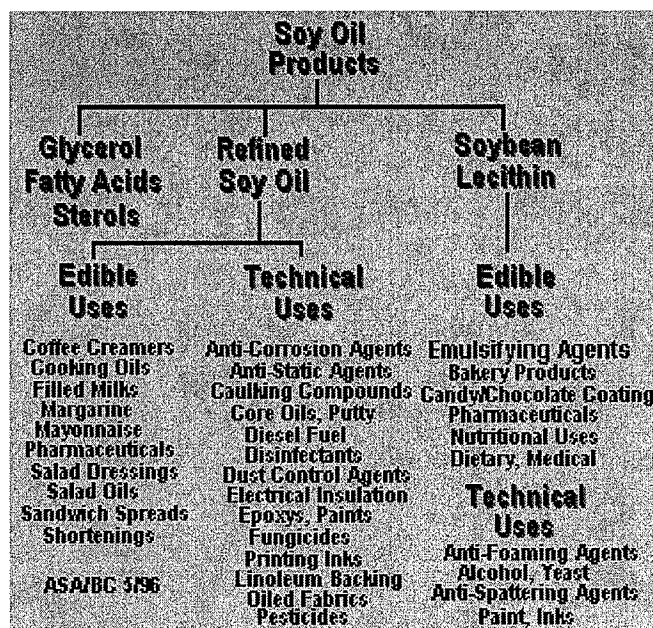 Soy Oil
Products
Glycerol
Fatty Acids
Sterols
Refined
Soy Oil
Soybean
Lecithin
Edible
Uses
Coffee Creamers
Cooking Oils
Filled Milks
Margarine
Mayonnaise
Pharmaceuticals
Salad Dressings
Salad Oils
Sandwich Spreads
Shortenings
ASA/BC 5/96
Technical
Uses
Anti-Corrosion Agents
Anti-Static Agents
Caulking Compounds
Core Oils, Putty
Diesel Fuel
Disinfectants
Dust Control Agents
Electrical Insulation
Epoxys, Paints
Fungicides
Printing Inks
Linoleum Backing
Oiled Fabrics
Pesticides
Edible
Uses
Emulsifying Agents
Bakery Products
Candy/Chocolate Coating
Pharmaceuticals
Nutritional Uses
Dietary, Medical
Technical
Uses
Anti-Foaming Agents
Alcohol, Yeast
Anti-Spattering Agents
Paint, Inks